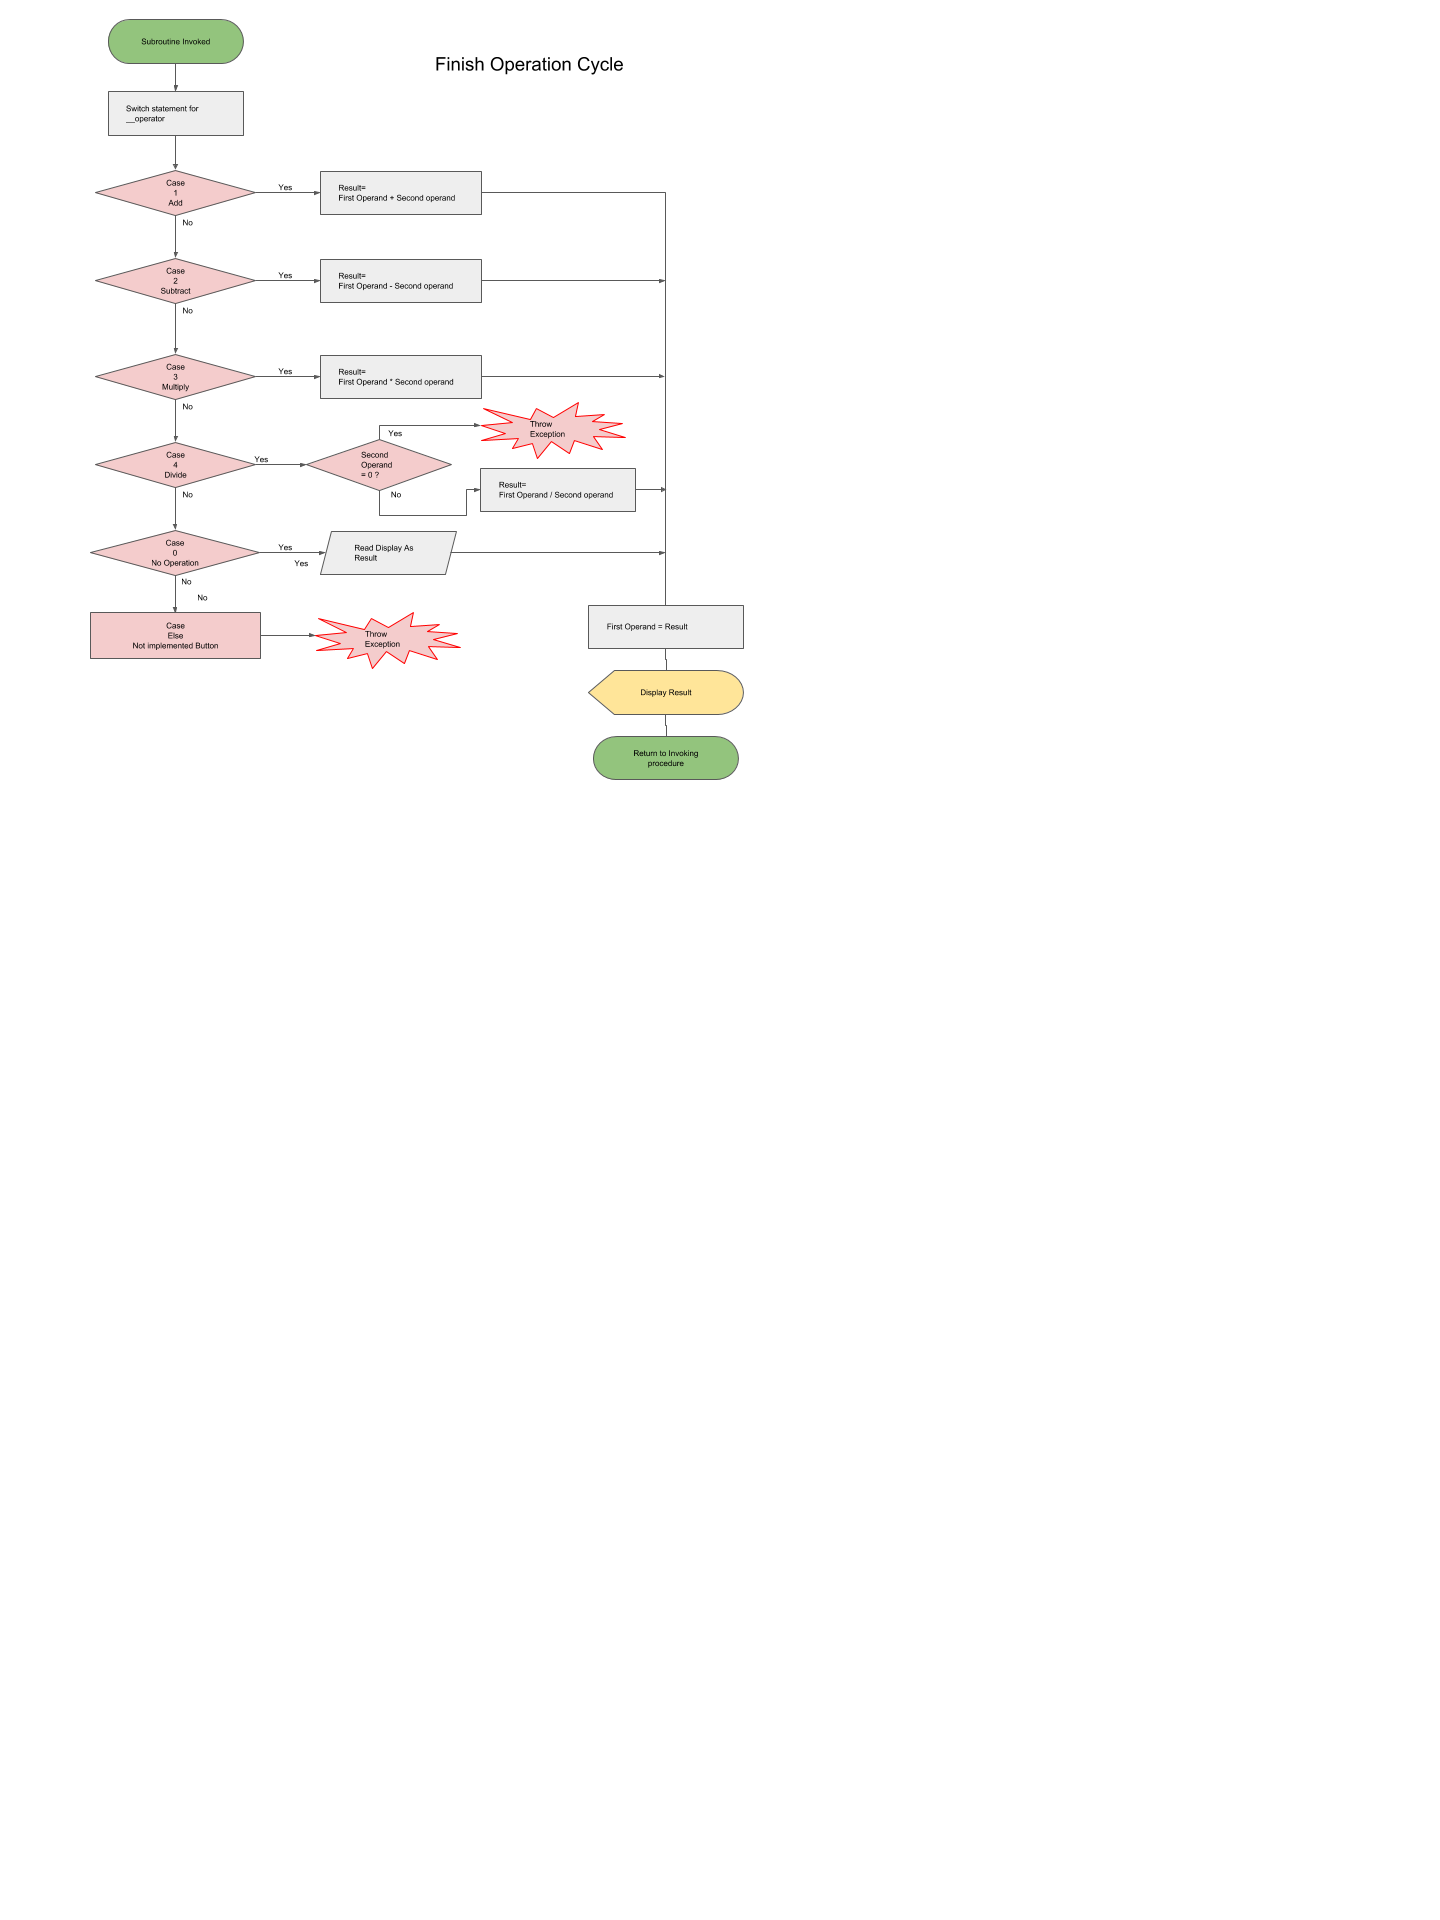 Subroutine Invoked
Finish Operation Cycle
Switch statement for
__operator
Case
1
Add
Yes
Result=
First Operand + Second operand
No
Case
2
Subtract
Yes
Result=
First Operand - Second operand
No
Case
3
Multiply
Yes
Result=
First Operand * Second operand
No
Case
4
Divide
Yes
Second
Operand
= 0 ?
Yes
Throw
Exception
No
Result=
First Operand / Second operand
No
Case
0
No Operation
Yes
Yes
Read Display As
Result
No
No
Case
Else
Not implemented Button
Throw
Exception
First Operand = Result
Display Result
Return to Invoking
procedure